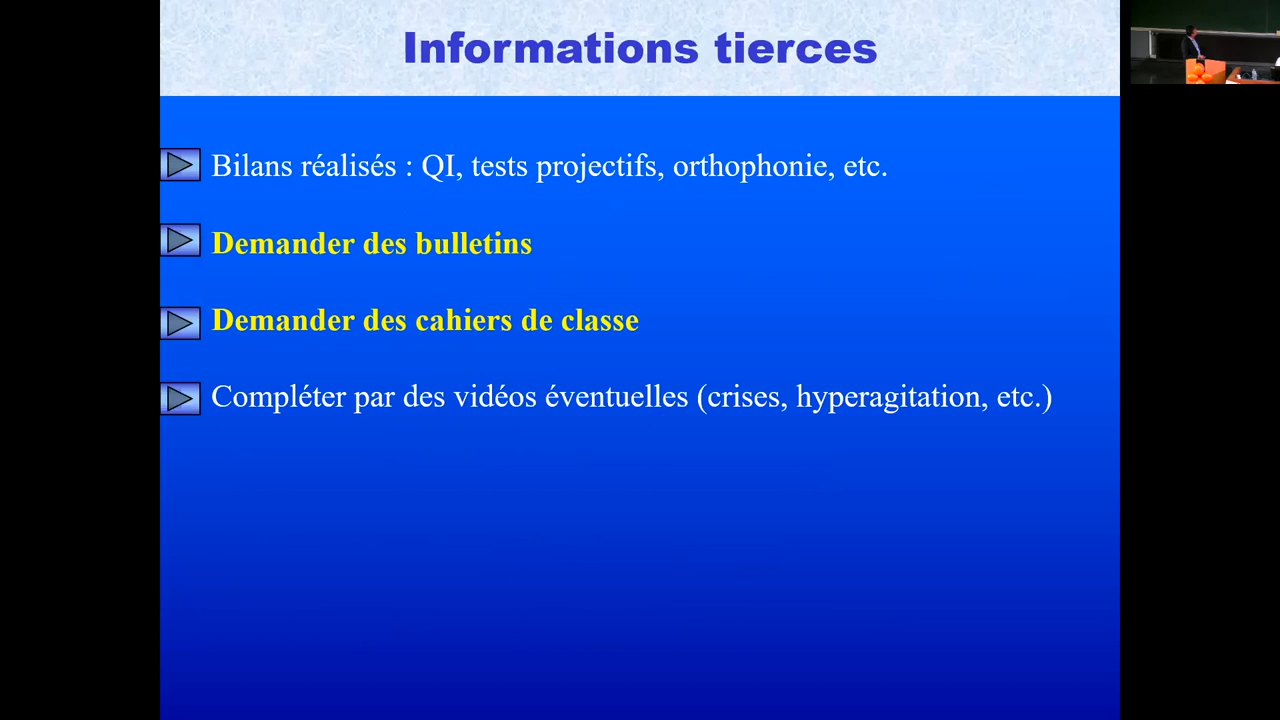 Informations tierces
Bilans réalisés : QI, tests projectifs, orthophonie, etc.
Demander des bulletins
Demander des cahiers de classe
Compléter par des vidéos éventuelles (crises, hyperagitation, etc.)